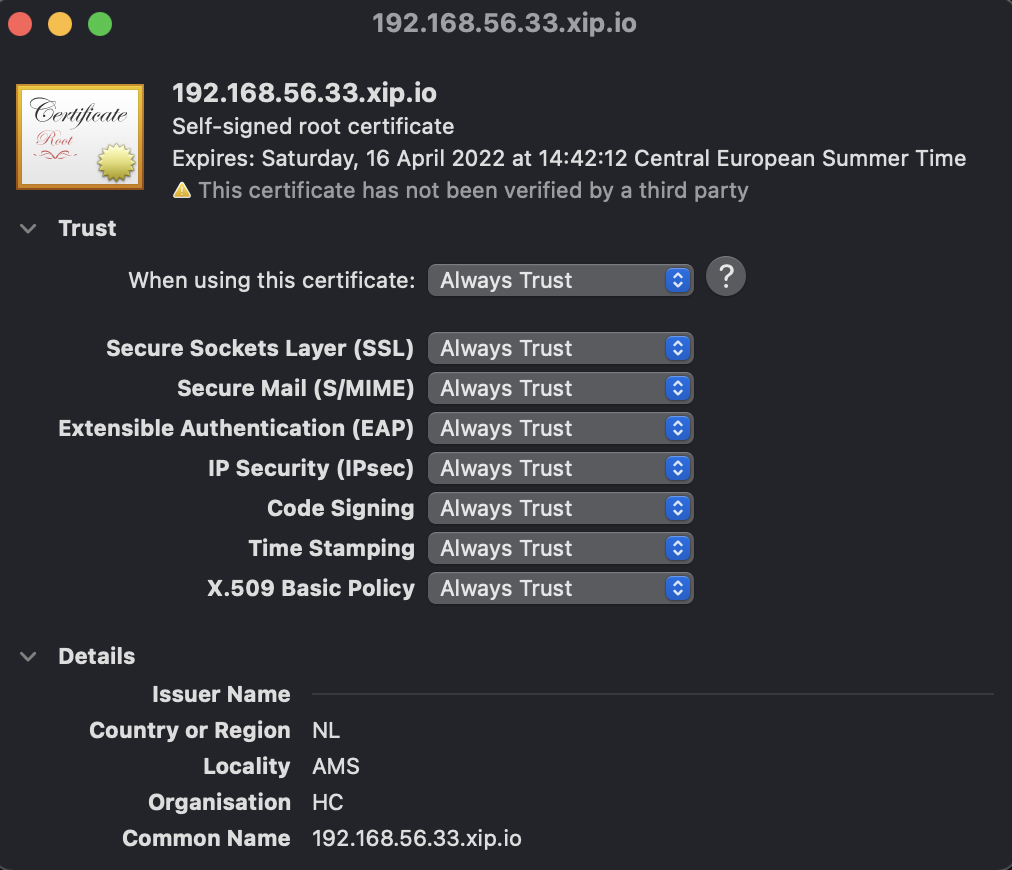 192.168.56.33.xip.io
Certificate
Root
192.168.56.33.xip.io
Self-signed root certificate
Expires: Saturday, 16 April 2022 at 14:42:12 Central European Summer Time
This certificate has not been verified by a third party
Trust
When using this certificate: Always Trust ?
Secure Sockets Layer (SSL) Always Trust
Secure Mail (S/MIME) Always Trust
Extensible Authentication (EAP) Always Trust
IP Security (IPsec) Always Trust
Code Signing Always Trust
Time Stamping Always Trust
X.509 Basic Policy Always Trust
Details
Issuer Name
Country or Region NL
Locality AMS
Organisation HC
Common Name 192.168.56.33.xip.io